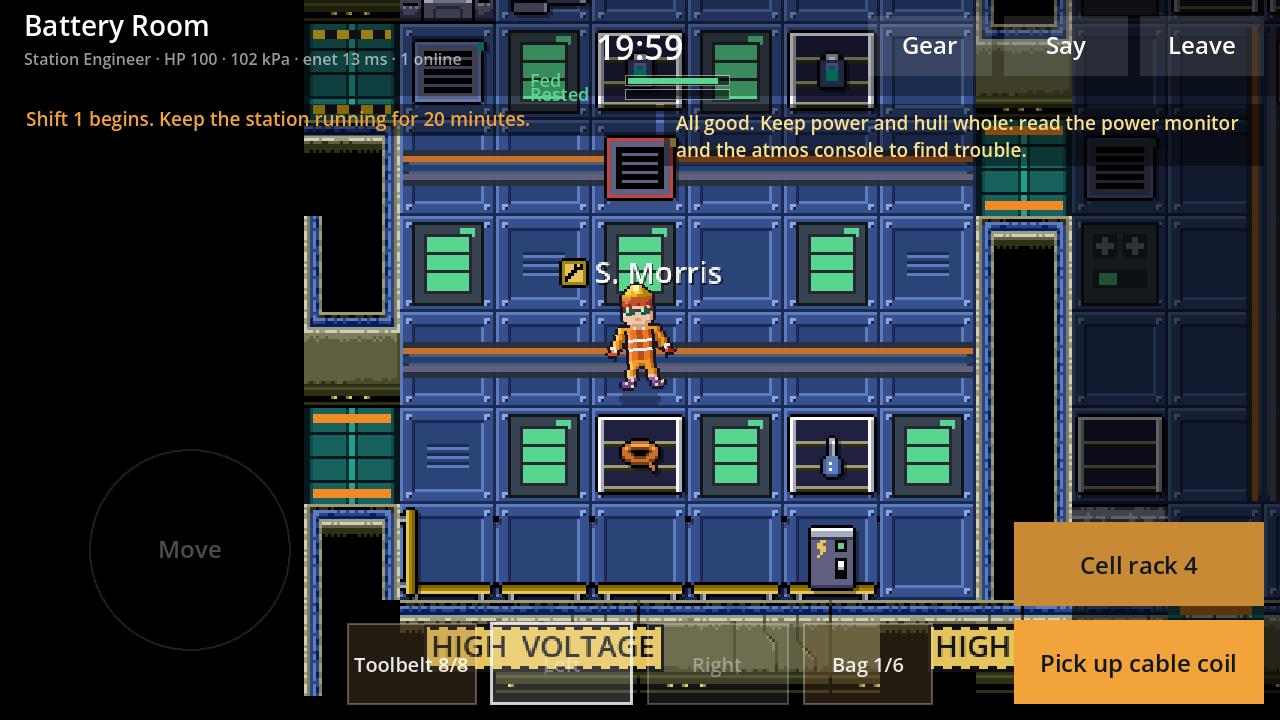 Battery Room
Station Engineer · HP 100 · 102 kPa · enet 13 ms · 1 online
Shift 1 begins. Keep the station running for 20 minutes.
19:59
Fed
Rested
Gear
Say
Leave
All good. Keep power and hull whole: read the power monitor
and the atmos console to find trouble.
S. Morris
Move
Cell rack 4
Pick up cable coil
HIGH VOLTAGE
HIGH
Toolbelt 8/8
Left
Right
Bag 1/6